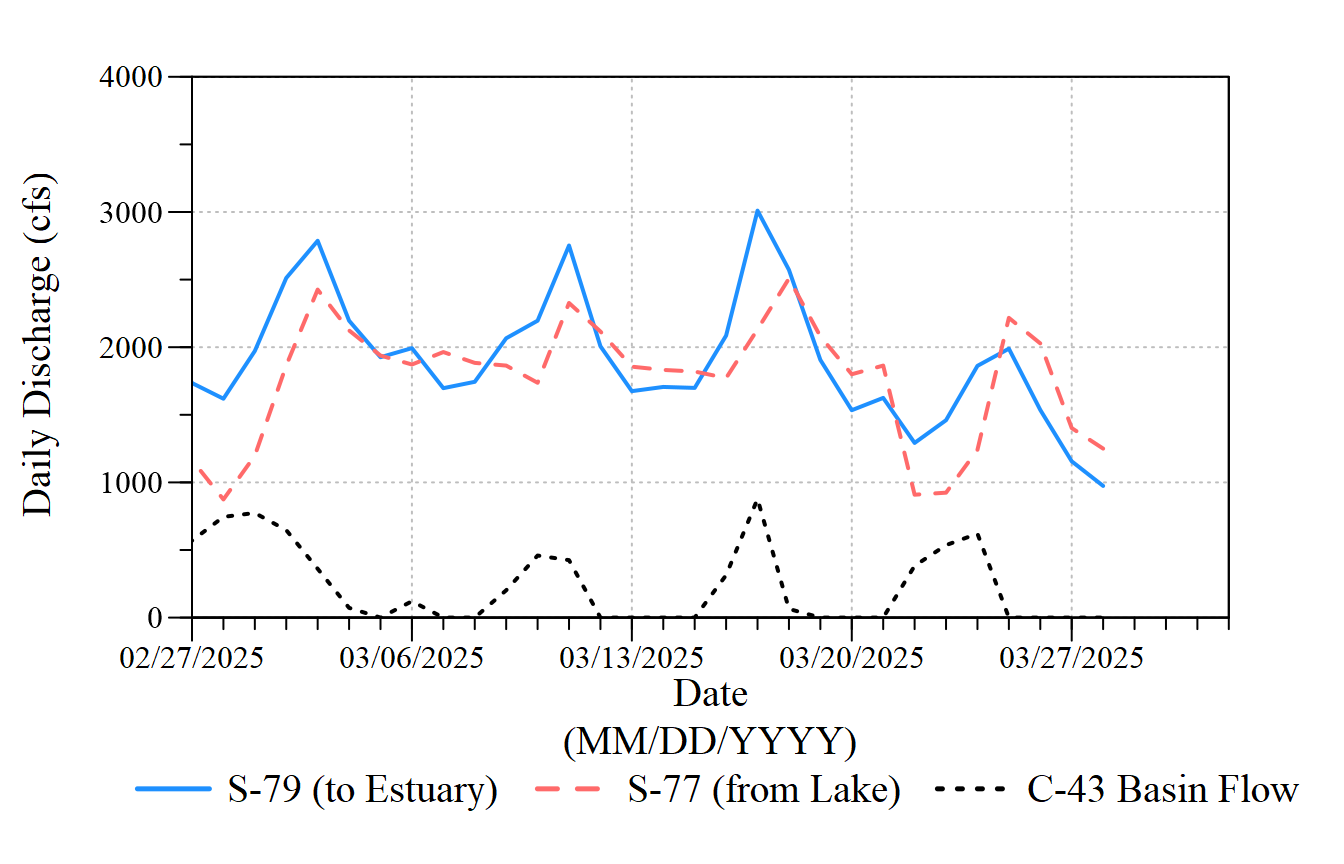 4000
3000
2000
1000
0
Daily Discharge (cfs)
02/27/2025 03/06/2025 03/13/2025 03/20/2025 03/27/2025
Date
(MM/DD/YYYY)
S-79 (to Estuary) S-77 (from Lake) C-43 Basin Flow